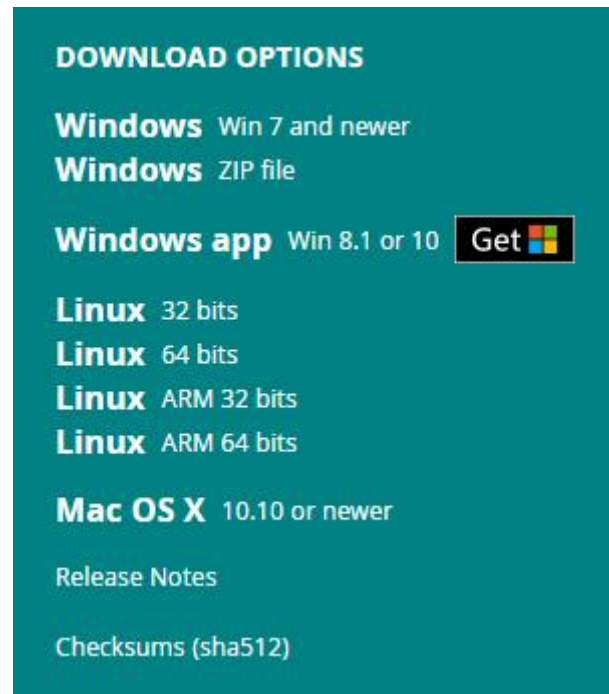 DOWNLOAD OPTIONS
Windows Win 7 and newer
Windows ZIP file
Windows app Win 8.1 or 10 Get
Linux 32 bits
Linux 64 bits
Linux ARM 32 bits
Linux ARM 64 bits
Mac OS X 10.10 or newer
Release Notes
Checksums (sha512)